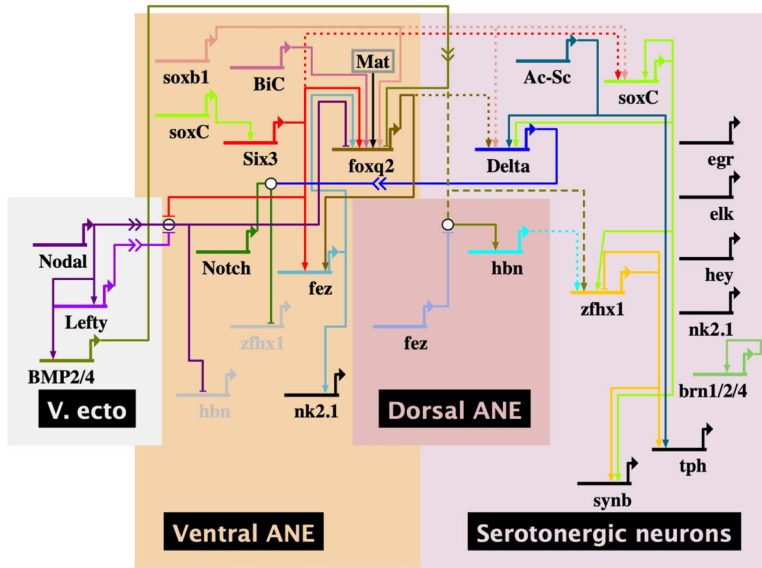 Mat
soxb1
BiC
Ac-Sc
soxC
soxC
Six3
foxq2
Delta
egr
elk
Nodal
Notch
hbn
hey
fez
Lefty
zfhx1
zfhx1
fez
nk2.1
BMP2/4
brn1/2/4
hbn
nk2.1
V. ecto
Dorsal ANE
tph
synb
Ventral ANE
Serotonergic neurons